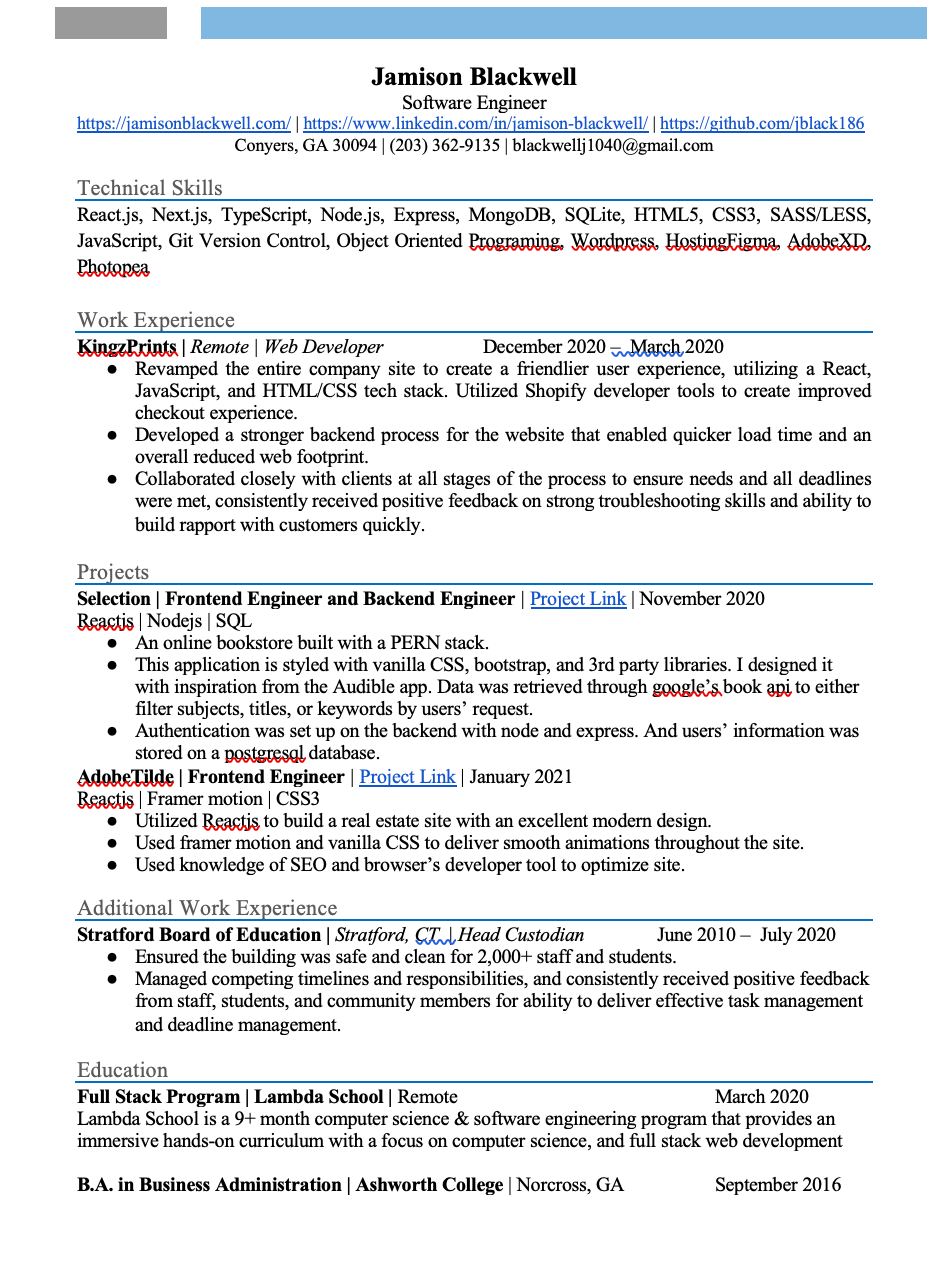 Jamison Blackwell
Software Engineer
https://jamisonblackwell.com/ | https://www.linkedin.com/in/jamison-blackwell/ | https://github.com/jblack186
Conyers, GA 30094 | (203) 362-9135 | blackwellj1040@gmail.com
Technical Skills
React.js, Next.js, TypeScript, Node.js, Express, MongoDB, SQLite, HTML5, CSS3, SASS/LESS,
JavaScript, Git Version Control, Object Oriented Programing, Wordpress, HostingFigma, AdobeXD,
Photopea
Work Experience
KingzPrints | Remote | Web Developer December 2020 – March 2020
● Revamped the entire company site to create a friendlier user experience, utilizing a React,
JavaScript, and HTML/CSS tech stack. Utilized Shopify developer tools to create improved
checkout experience.
● Developed a stronger backend process for the website that enabled quicker load time and an
overall reduced web footprint.
● Collaborated closely with clients at all stages of the process to ensure needs and all deadlines
were met, consistently received positive feedback on strong troubleshooting skills and ability to
build rapport with customers quickly.
Projects
Selection | Frontend Engineer and Backend Engineer | Project Link | November 2020
Reactjs | Nodejs | SQL
● An online bookstore built with a PERN stack.
● This application is styled with vanilla CSS, bootstrap, and 3rd party libraries. I designed it
with inspiration from the Audible app. Data was retrieved through google’s book api to either
filter subjects, titles, or keywords by users’ request.
● Authentication was set up on the backend with node and express. And users’ information was
stored on a postgresql database.
AdobeTilde | Frontend Engineer | Project Link | January 2021
Reactjs | Framer motion | CSS3
● Utilized Reactjs to build a real estate site with an excellent modern design.
● Used framer motion and vanilla CSS to deliver smooth animations throughout the site.
● Used knowledge of SEO and browser’s developer tool to optimize site.
Additional Work Experience
Stratford Board of Education | Stratford, CT | Head Custodian June 2010 – July 2020
● Ensured the building was safe and clean for 2,000+ staff and students.
● Managed competing timelines and responsibilities, and consistently received positive feedback
from staff, students, and community members for ability to deliver effective task management
and deadline management.
Education
Full Stack Program | Lambda School | Remote March 2020
Lambda School is a 9+ month computer science & software engineering program that provides an
immersive hands-on curriculum with a focus on computer science, and full stack web development
B.A. in Business Administration | Ashworth College | Norcross, GA September 2016